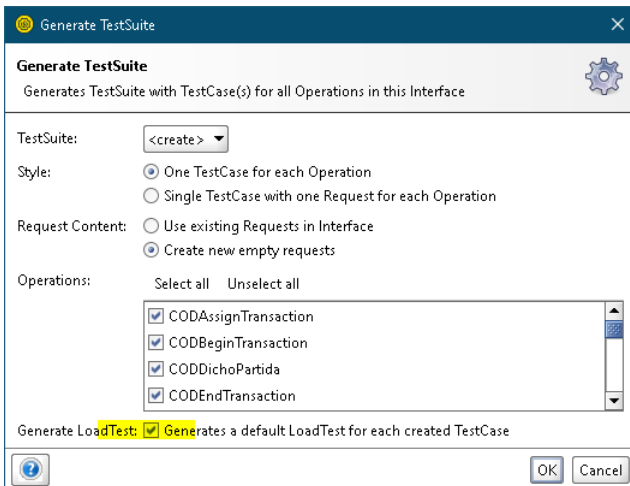 Generate TestSuite
Generate TestSuite
Generates TestSuite with TestCase(s) for all Operations in this Interface
TestSuite: <create>
Style: One TestCase for each Operation
Single TestCase with one Request for each Operation
Request Content: Use existing Requests in Interface
Create new empty requests
Operations: Select all Unselect all
CODAssignTransaction
CODBeginTransaction
CODDichoPartida
CODEndTransaction
Generate LoadTest: Generates a default LoadTest for each created TestCase
? OK Cancel